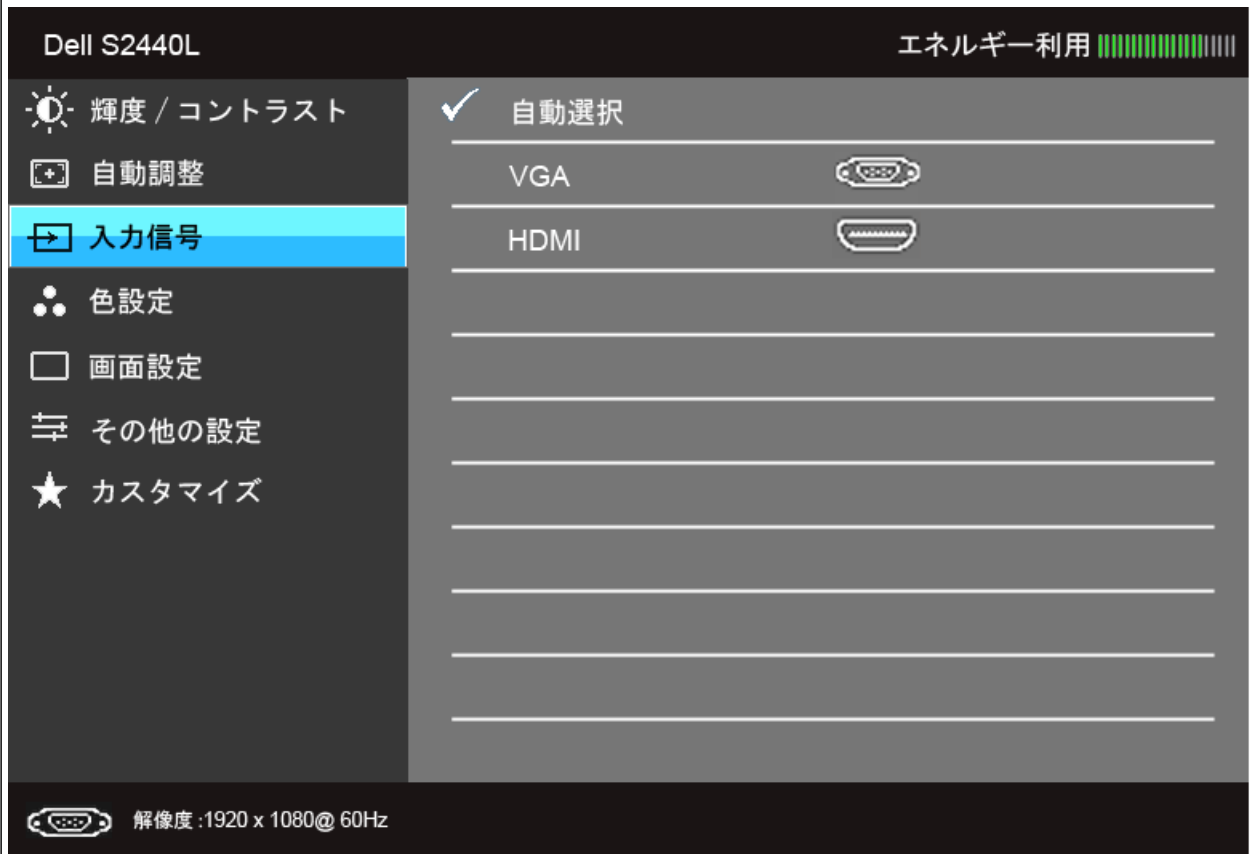 Dell S2440L
エネルギー利用
輝度 / コントラスト
自動調整
入力信号
色設定
画面設定
その他の設定
カスタマイズ
自動選択
VGA
HDMI
解像度 :1920 x 1080@ 60Hz